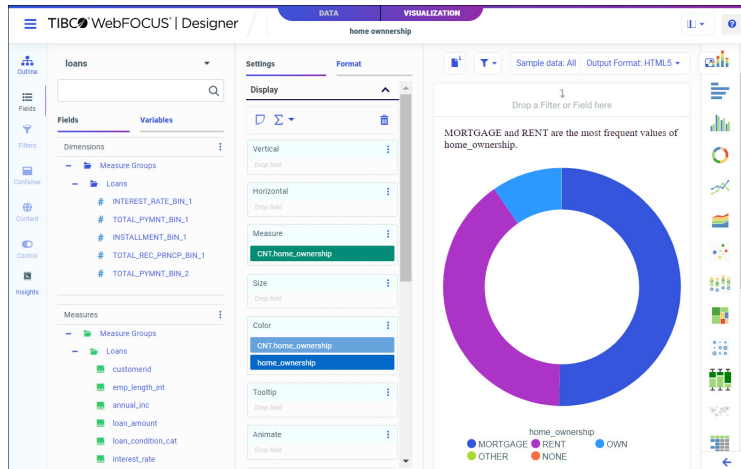 TIBCO WebFOCUS | Designer
DATA
VISUALIZATION
home ownnership
Outline
Fields
Filters
Container
Content
Control
Insights
loans
Fields
Variables
Dimensions
Measure Groups
Loans
# INTEREST_RATE_BIN_1
# TOTAL_PYMNT_BIN_1
# INSTALLMENT_BIN_1
# TOTAL_REC_PRNCP_BIN_1
# TOTAL_PYMNT_BIN_2
Measures
Measure Groups
Loans
customerid
emp_length_int
annual_inc
loan_amount
loan_condition_cat
interest_rate
Settings
Format
Display
Vertical
Drop field
Horizontal
Drop field
Measure
CNT.home_ownership
Size
Drop field
Color
CNT.home_ownership
home_ownership
Tooltip
Drop field
Animate
Drop field
Sample data: All
Output Format: HTML5
Drop a Filter or Field here
MORTGAGE and RENT are the most frequent values of
home_ownership.
home_ownership
MORTGAGE RENT OWN
OTHER NONE